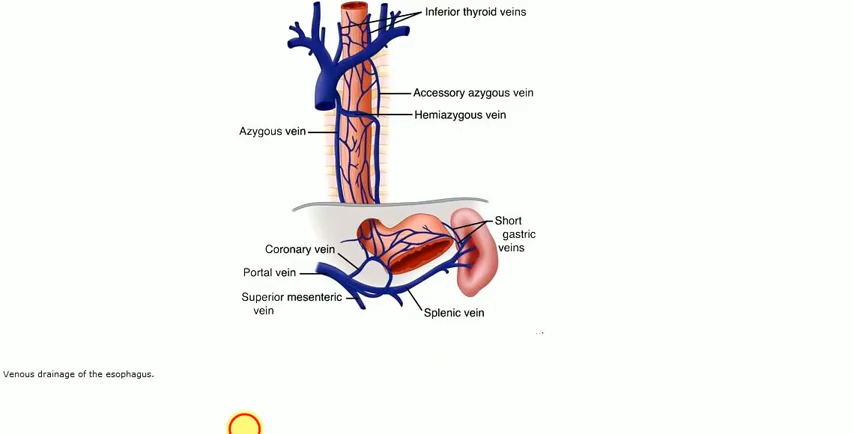 Inferior thyroid veins
Accessory azygous vein
Hemiazygous vein
Azygous vein
Short
gastric
veins
Coronary vein
Portal vein
Superior mesenteric
vein
Splenic vein
Venous drainage of the esophagus.